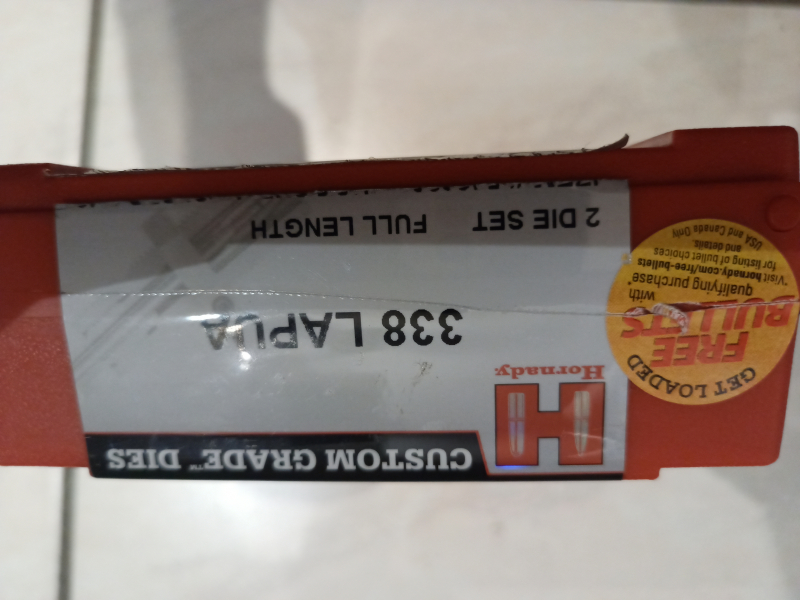 CUSTOM GRADE™ DIES
Hornady
338 LAPUA
2 DIE SET FULL LENGTH
GET LOADED
FREE
BULLETS
with
qualifying purchase*
*Visit hornady.com/free-bullets
for listing of bullet choices
and details.
USA and Canada Only